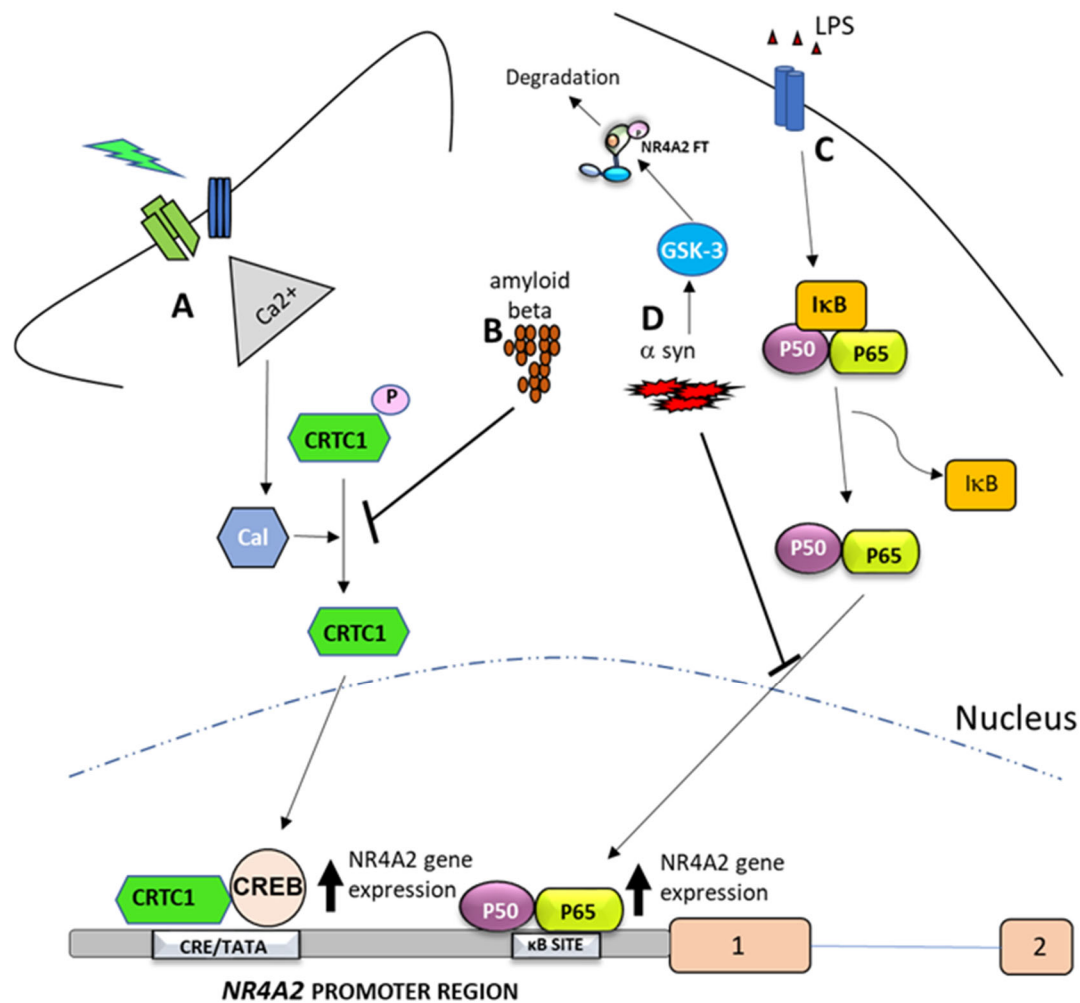 LPS
Degradation
P
NR4A2 FT
C
A
Ca2+
GSK-3
amyloid
beta
B
D
α syn
IκB
P50
P65
P
CRTC1
IκB
Cal
P50
P65
CRTC1
Nucleus
NR4A2 gene
expression
NR4A2 gene
expression
CRTC1
CREB
P50
P65
CRE/TATA
κB SITE
1
2
NR4A2 PROMOTER REGION